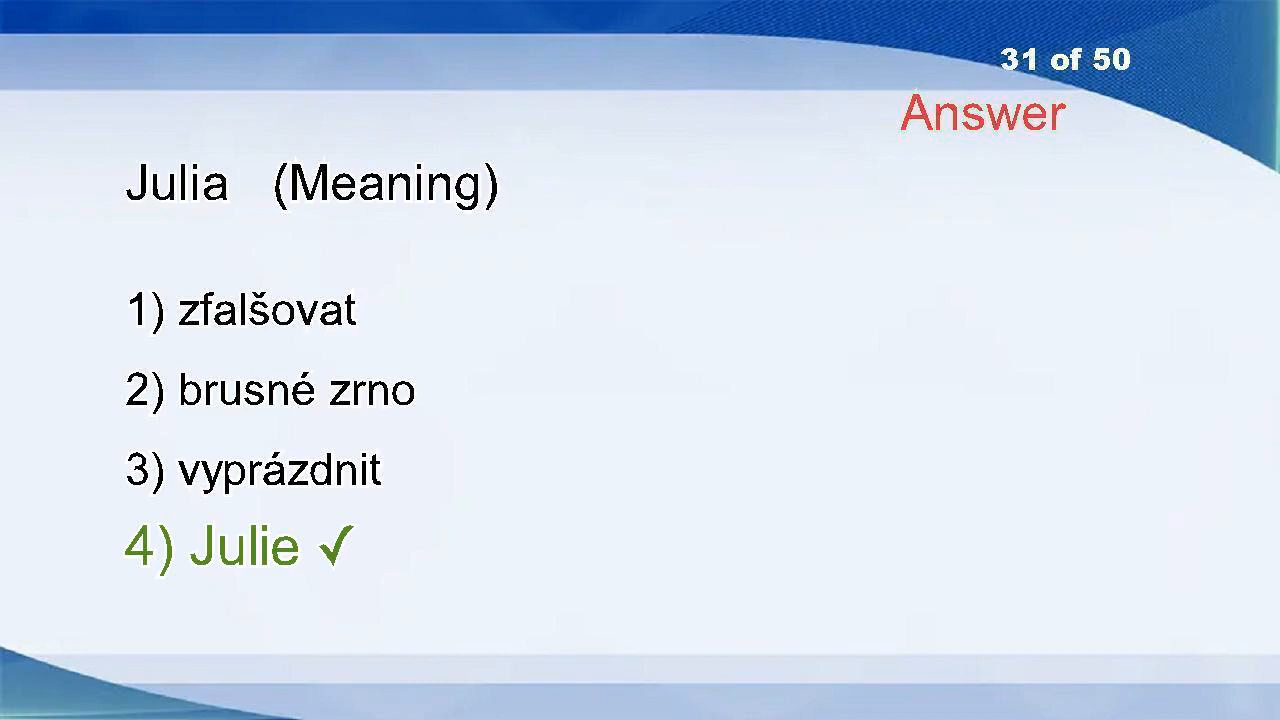 31 of 50
Answer
Julia (Meaning)
1) zfalšovat
2) brusné zrno
3) vyprázdnit
4) Julie ✓